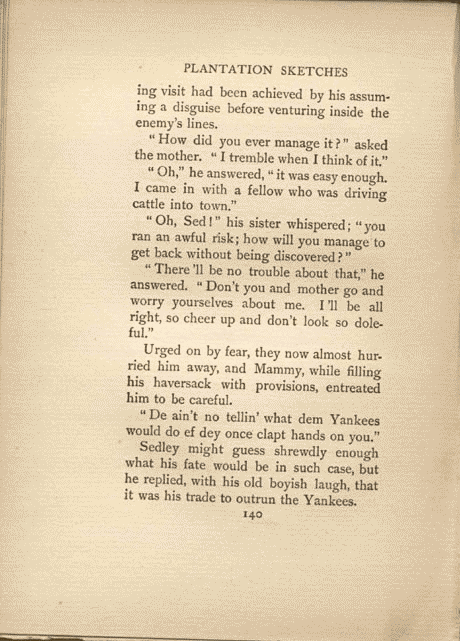 PLANTATION SKETCHES
ing visit had been achieved by his assum-
ing a disguise before venturing inside the
enemy's lines.
"How did you ever manage it?" asked
the mother. "I tremble when I think of it."
"Oh," he answered, "it was easy enough.
I came in with a fellow who was driving
cattle into town."
"Oh, Sed!" his sister whispered; "you
ran an awful risk; how will you manage to
get back without being discovered?"
"There 'll be no trouble about that," he
answered. "Don't you and mother go and
worry yourselves about me. I 'll be all
right, so cheer up and don't look so dole-
ful."
Urged on by fear, they now almost hur-
ried him away, and Mammy, while filling
his haversack with provisions, entreated
him to be careful.
"De ain't no tellin' what dem Yankees
would do ef dey once clapt hands on you."
Sedley might guess shrewdly enough
what his fate would be in such case, but
he replied, with his old boyish laugh, that
it was his trade to outrun the Yankees.
140